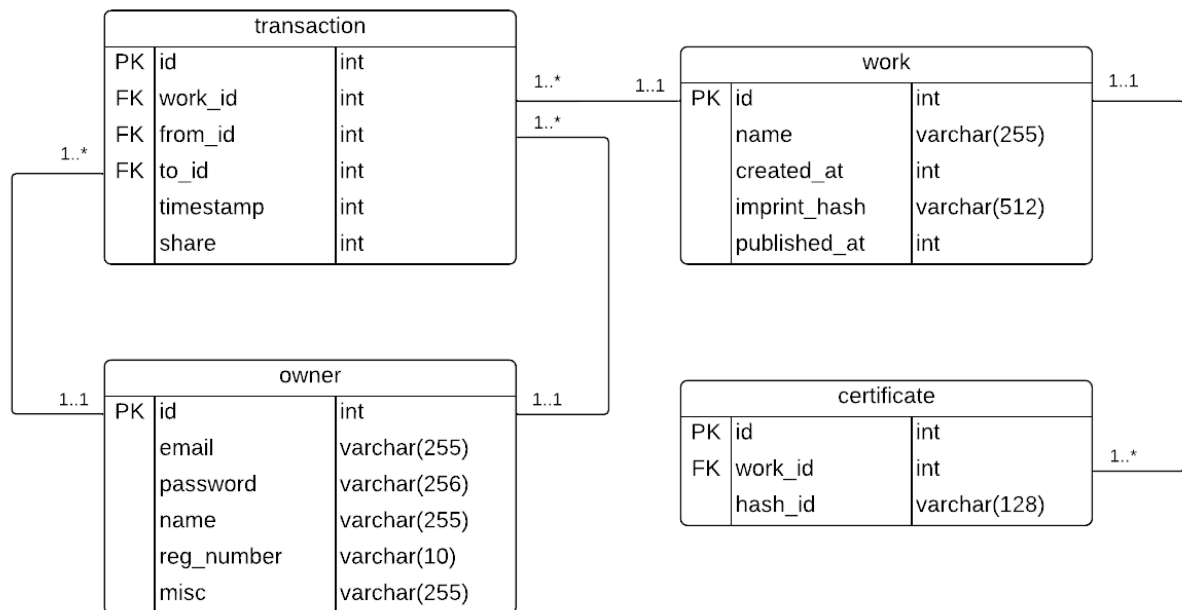 transaction
PK id int
FK work_id int
FK from_id int
FK to_id int
timestamp int
share int
1..*
1..1
1..*
1..*
work
PK id int
name varchar(255)
created_at int
imprint_hash varchar(512)
published_at int
1..1
owner
PK id int
email varchar(255)
password varchar(256)
name varchar(255)
reg_number varchar(10)
misc varchar(255)
1..1
1..1
certificate
PK id int
FK work_id int
hash_id varchar(128)
1..*